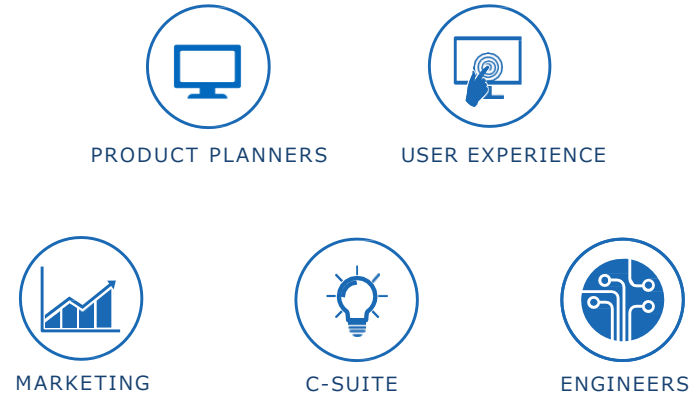 PRODUCT PLANNERS
USER EXPERIENCE
MARKETING
C-SUITE
ENGINEERS